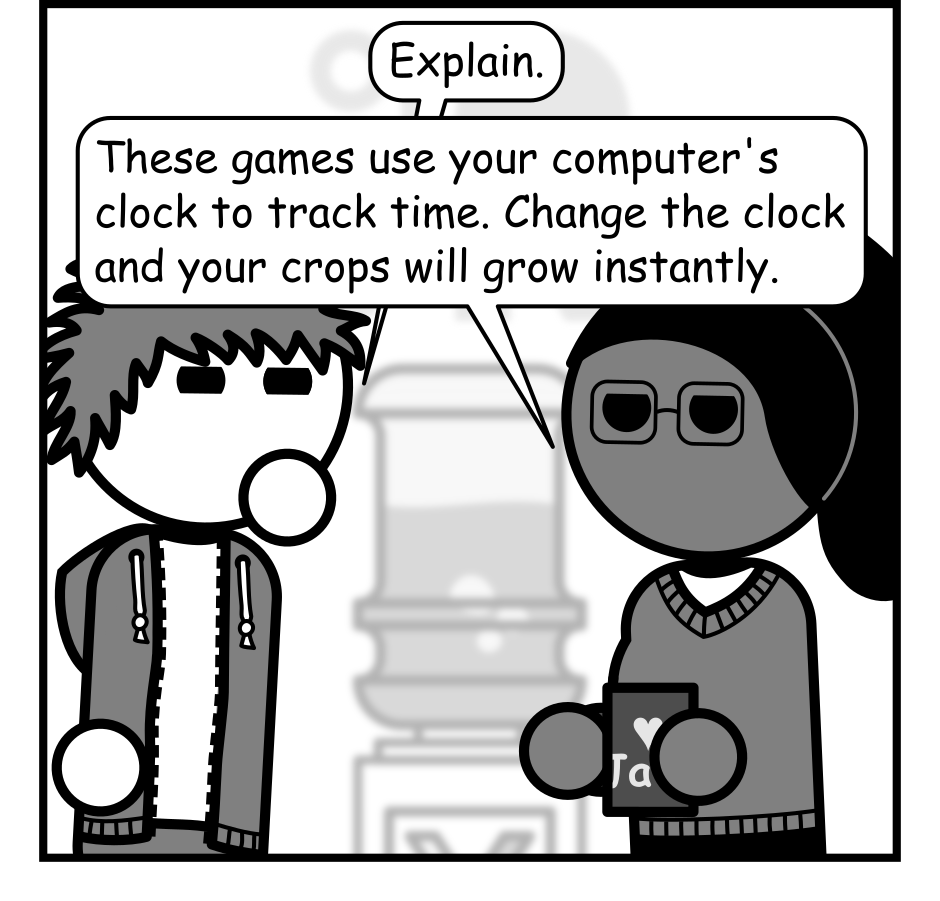 Explain.
These games use your computer's
clock to track time. Change the clock
and your crops will grow instantly.